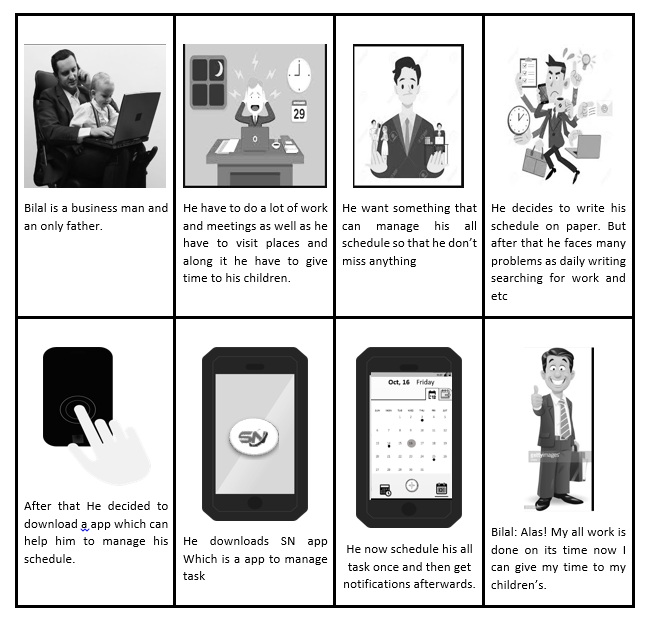 29
Bilal is a business man and
an only father.
He have to do a lot of work
and meetings as well as he
have to visit places and
along it he have to give
time to his children.
He want something that
can manage his all
schedule so that he don't
miss anything
He decides to write his
schedule on paper. But
after that he faces many
problems as daily writing
searching for work and
etc
After that He decided to
download a app which can
help him to manage his
schedule.
SN
He downloads SN app
Which is a app to manage
task
Oct, 16 Friday
He now schedule his all
task once and then get
notifications afterwards.
gettyimages
Bilal: Alas! My all work is
done on its time now I
can give my time to my
children's.